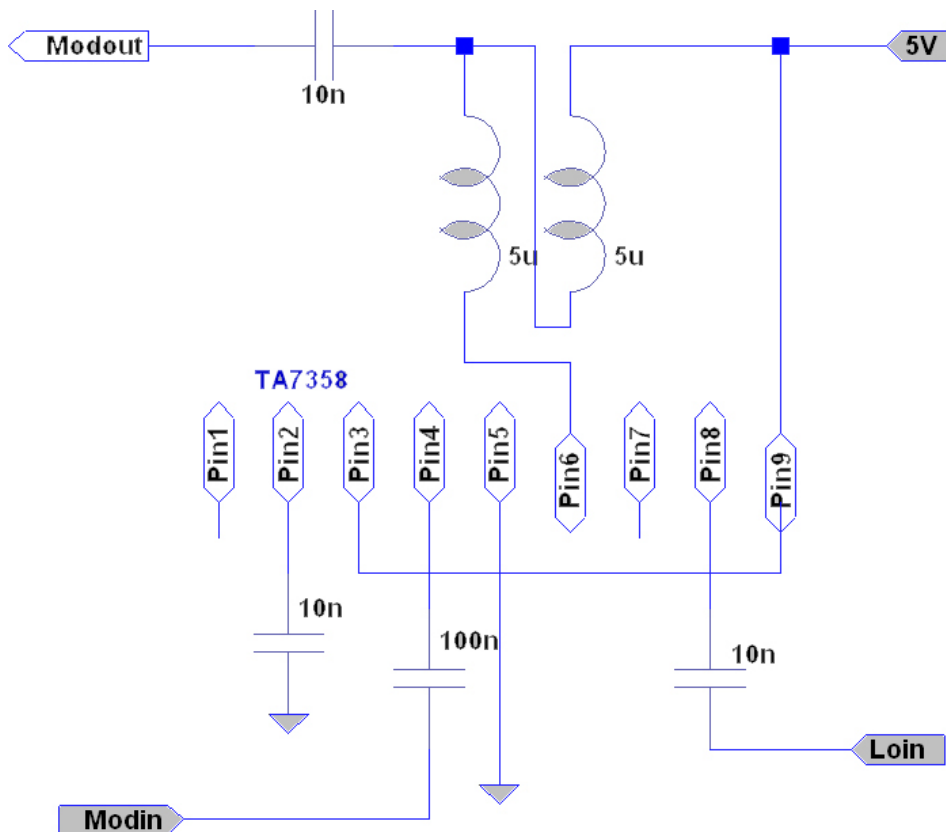 Modout
5V
10n
5u
5u
TA7358
Pin1
Pin2
Pin3
Pin4
Pin5
Pin6
Pin7
Pin8
Pin9
10n
100n
10n
Loin
Modin